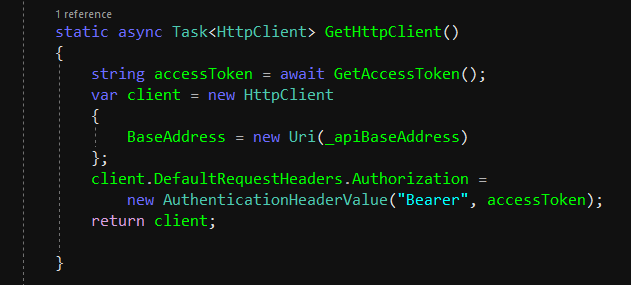 1 reference
static async Task<HttpClient> GetHttpClient()
{
string accessToken = await GetAccessToken();
var client = new HttpClient
{
BaseAddress = new Uri(_apiBaseAddress)
};
client.DefaultRequestHeaders.Authorization =
new AuthenticationHeaderValue("Bearer", accessToken);
return client;
}